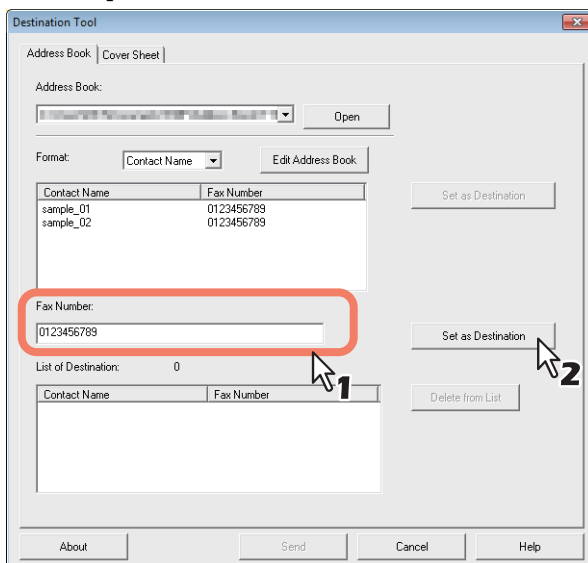 Destination Tool
Address Book Cover Sheet
Address Book:
Open
Format: Contact Name Edit Address Book
Contact Name Fax Number
Set as Destination
sample_01 0123456789
sample_02 0123456789
Fax Number:
0123456789
Set as Destination
List of Destination: 0
1
2
Contact Name Fax Number
Delete from List
About Send Cancel Help